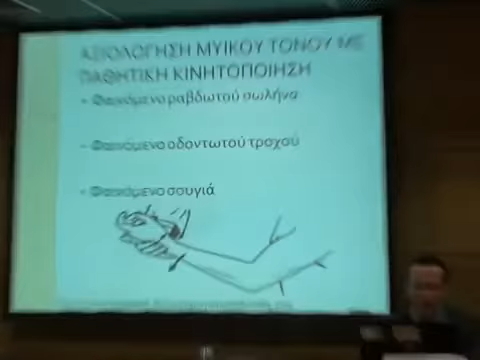 ΑΞΙΟΛΟΓΗΣΗ ΜΥΙΚΟΥ ΤΟΝΟΥ ΜΕ
ΠΑΘΗΤΙΚΗ ΚΙΝΗΤΟΠΟΙΗΣΗ
- Φαινόμενο ραβδωτού σωλήνα
- Φαινόμενο οδοντωτού τροχού
- Φαινόμενο σουγιά